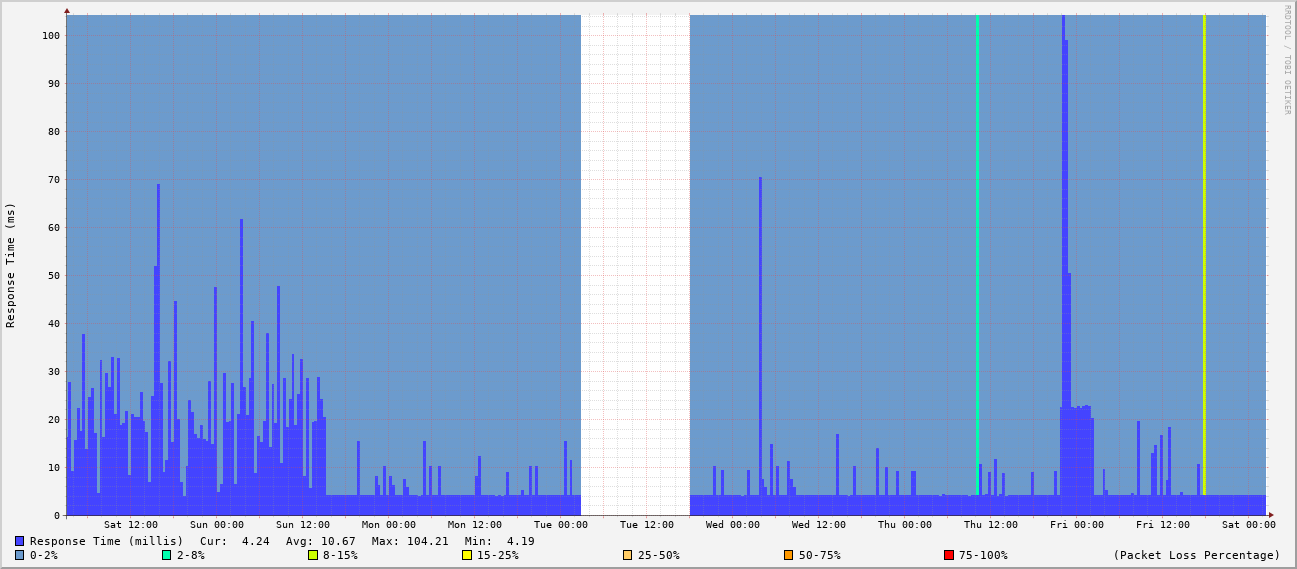 RRDTOOL / TOBI OETIKER
Response Time (ms)
100
90
80
70
60
50
40
30
20
10
0
Sat 12:00 Sun 00:00 Sun 12:00 Mon 00:00 Mon 12:00 Tue 00:00 Tue 12:00 Wed 00:00 Wed 12:00 Thu 00:00 Thu 12:00 Fri 00:00 Fri 12:00 Sat 00:00
Response Time (millis) Cur: 4.24 Avg: 10.67 Max: 104.21 Min: 4.19
0-2% 2-8% 8-15% 15-25% 25-50% 50-75% 75-100% (Packet Loss Percentage)